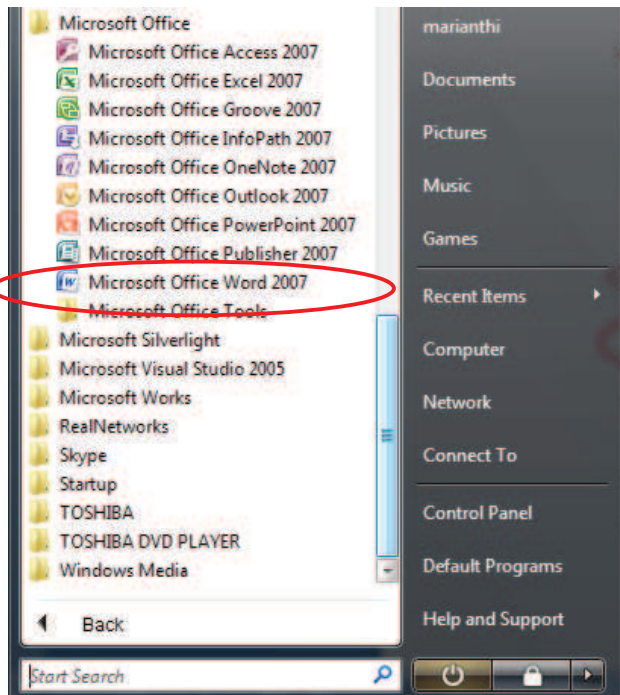 Microsoft Office
Microsoft Office Access 2007
Microsoft Office Excel 2007
Microsoft Office Groove 2007
Microsoft Office InfoPath 2007
Microsoft Office OneNote 2007
Microsoft Office Outlook 2007
Microsoft Office PowerPoint 2007
Microsoft Office Publisher 2007
Microsoft Office Word 2007
Microsoft Office Tools
Microsoft Silverlight
Microsoft Visual Studio 2005
Microsoft Works
RealNetworks
Skype
Startup
TOSHIBA
TOSHIBA DVD PLAYER
Windows Media
Back
Start Search
marianthi
Documents
Pictures
Music
Games
Recent Items
Computer
Network
Connect To
Control Panel
Default Programs
Help and Support